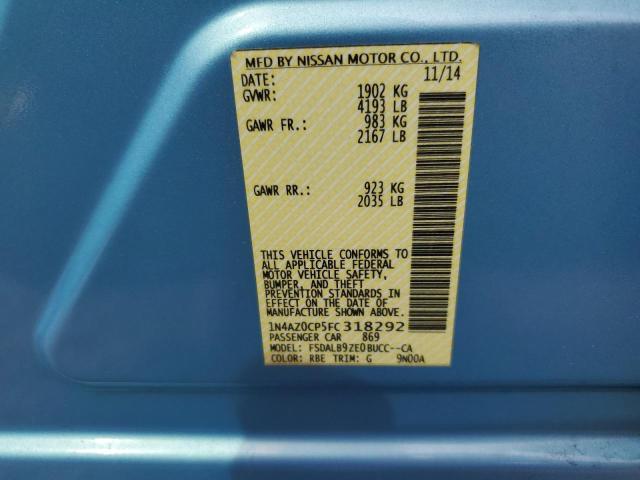 MFD BY NISSAN MOTOR CO., LTD.
DATE: 11/14
GVWR: 1902 KG
4193 LB
GAWR FR.: 983 KG
2167 LB
GAWR RR.: 923 KG
2035 LB
THIS VEHICLE CONFORMS TO
ALL APPLICABLE FEDERAL
MOTOR VEHICLE SAFETY,
BUMPER, AND THEFT
PREVENTION STANDARDS IN
EFFECT ON THE DATE OF
MANUFACTURE SHOWN ABOVE.
1N4AZ0CP5FC318292
PASSENGER CAR 869
MODEL: FSDALB9ZE0BUCC--CA
COLOR: RBE TRIM: G 9N00A